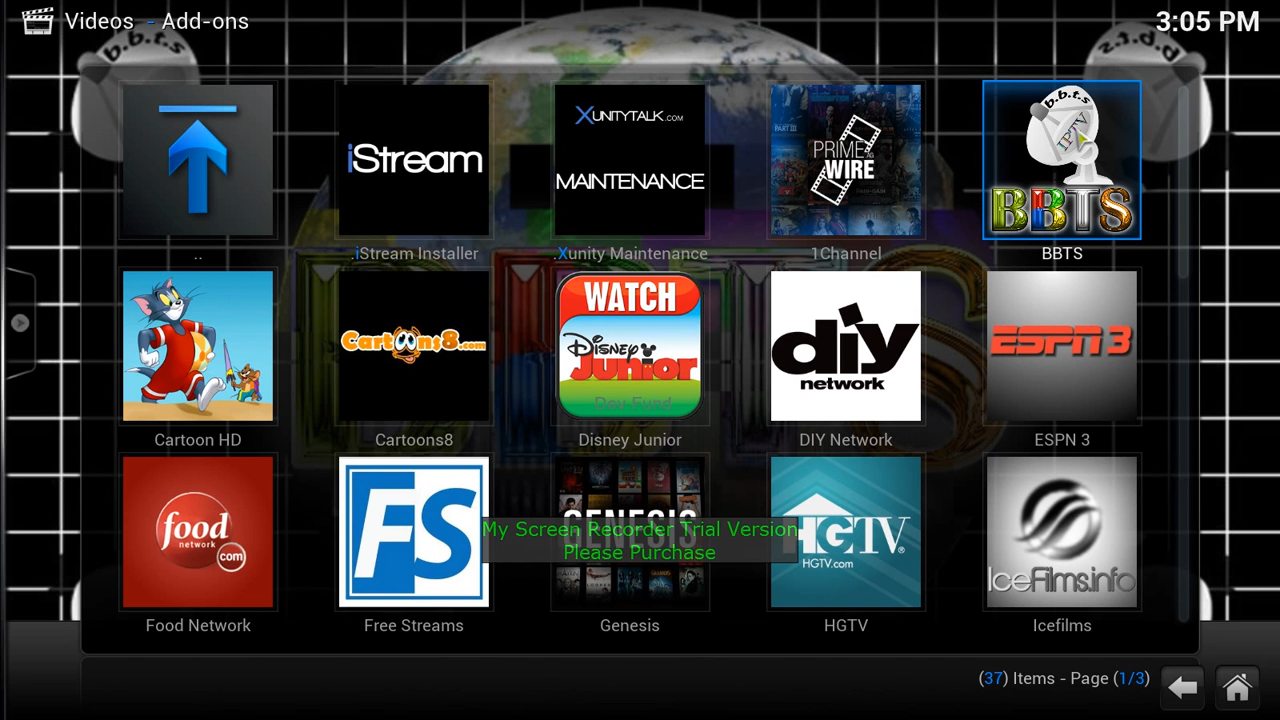 Videos - Add-ons
3:05 PM
b.b.t.s
iStream
XUNITYTALK.COM
MAINTENANCE
PRIME
WIRE
b.b.t.s
IPTV
BBTS
..
.iStream Installer
.Xunity Maintenance
1Channel
BBTS
Cartoons8.com
WATCH
Disney
Junior
diy
network
ESPN 3
Cartoon HD
Cartoons8
Disney Junior
DIY Network
ESPN 3
food
network
com
FS
GENESIS
HGTV®
HGTV.com
IceFilms.info
My Screen Recorder Trial Version
Please Purchase
Food Network
Free Streams
Genesis
HGTV
Icefilms
(37) Items - Page (1/3)